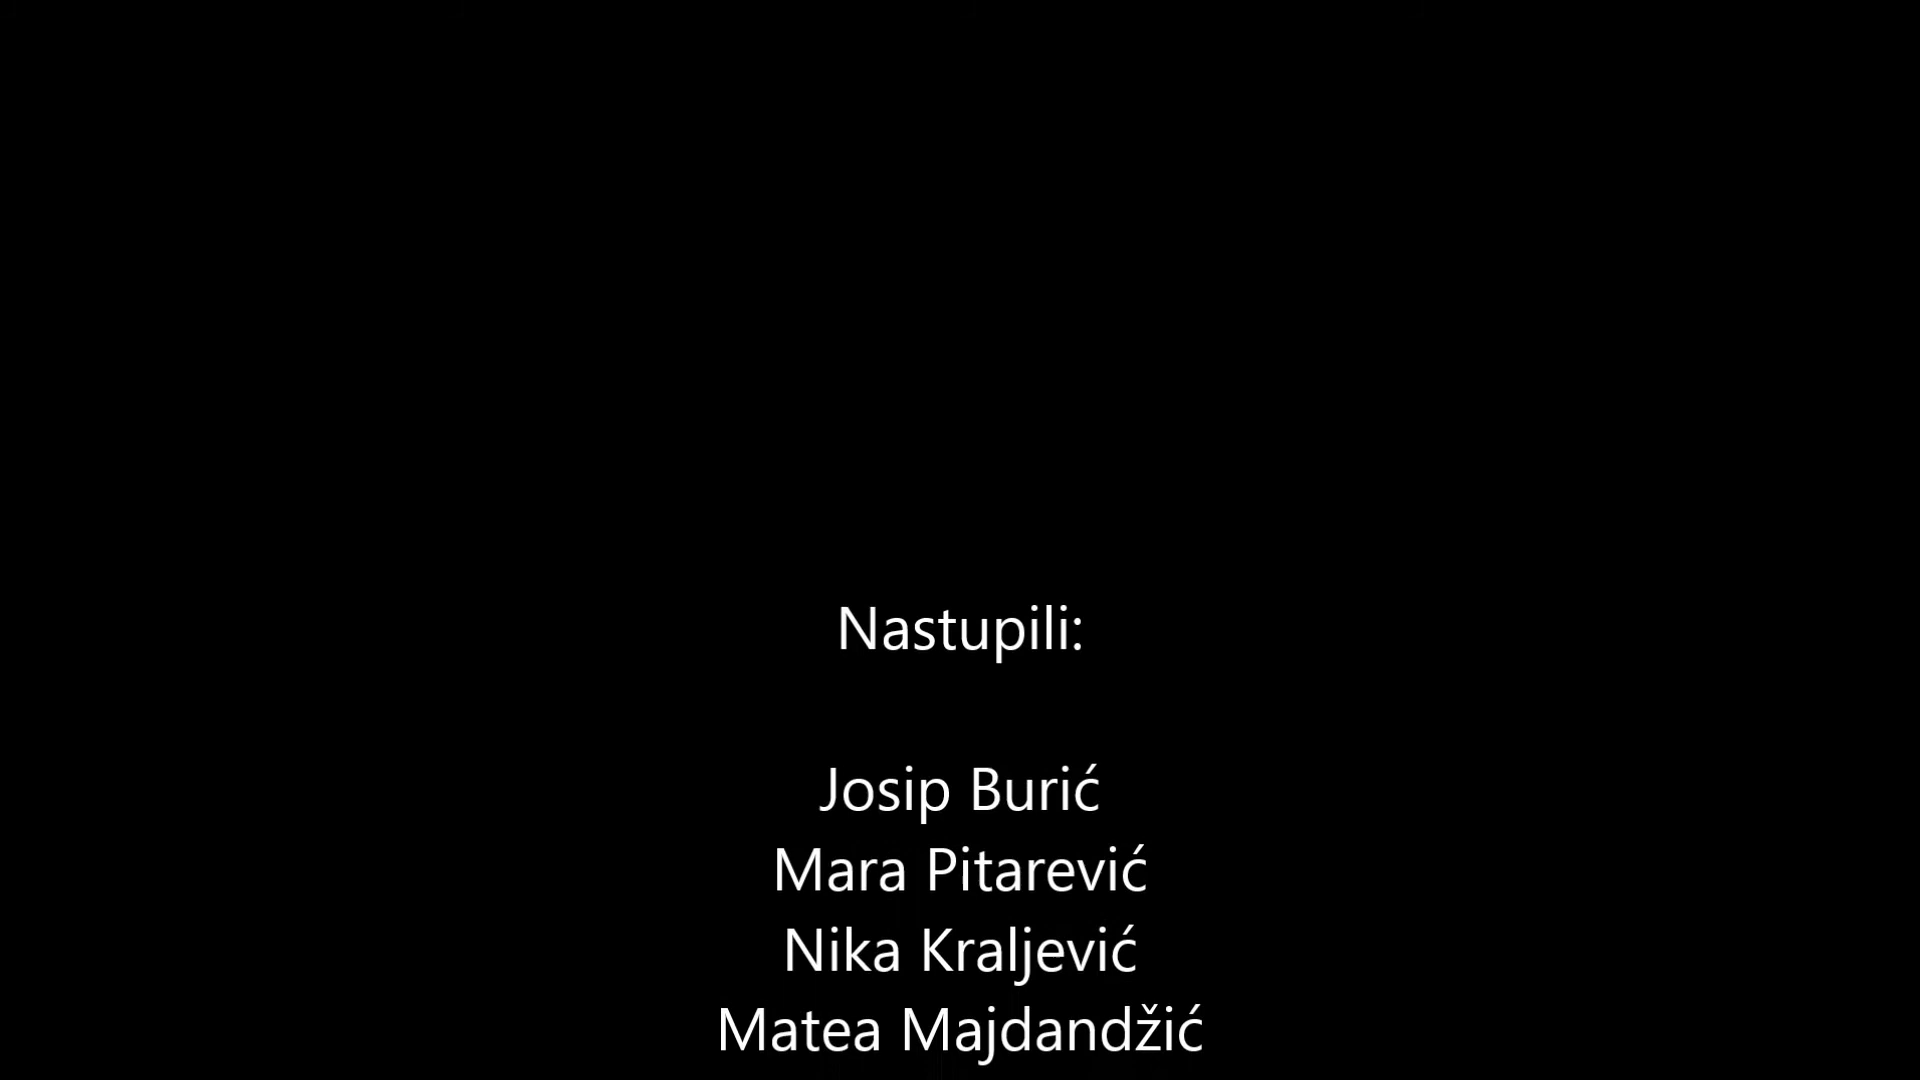 Nastupili:
Josip Burić
Mara Pitarević
Nika Kraljević
Matea Majdandžić